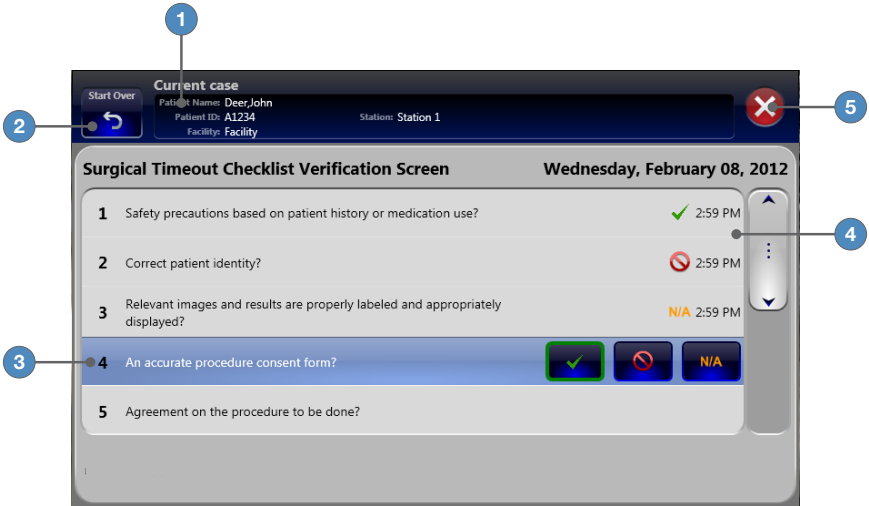 1
Current case
Start Over
Patient Name: Deer,John
Patient ID: A1234 Station: Station 1
Facility: Facility
2
5
Surgical Timeout Checklist Verification Screen Wednesday, February 08, 2012
1 Safety precautions based on patient history or medication use? 2:59 PM
4
2 Correct patient identity? 2:59 PM
3 Relevant images and results are properly labeled and appropriately
displayed? N/A 2:59 PM
3
4 An accurate procedure consent form? N/A
5 Agreement on the procedure to be done?